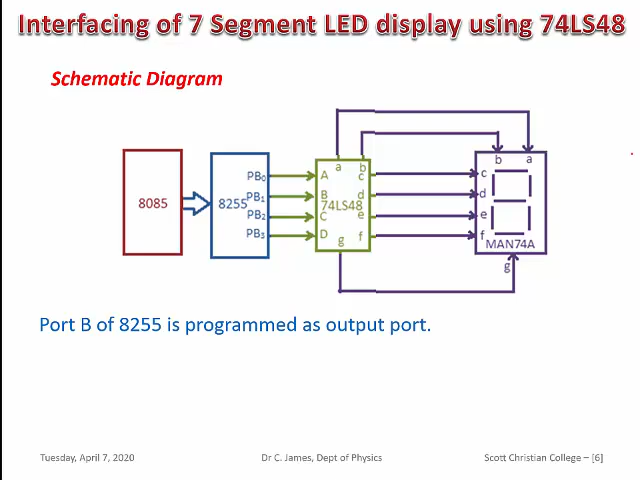 Interfacing of 7 Segment LED display using 74LS48
Schematic Diagram
a b
b a
8085
8255
PB0
PB1
PB2
PB3
A
B
C
D
74LS48
c
d
e
f
g
c
d
e
f
MAN74A
g
Port B of 8255 is programmed as output port.
Tuesday, April 7, 2020
Dr C. James, Dept of Physics
Scott Christian College – [6]